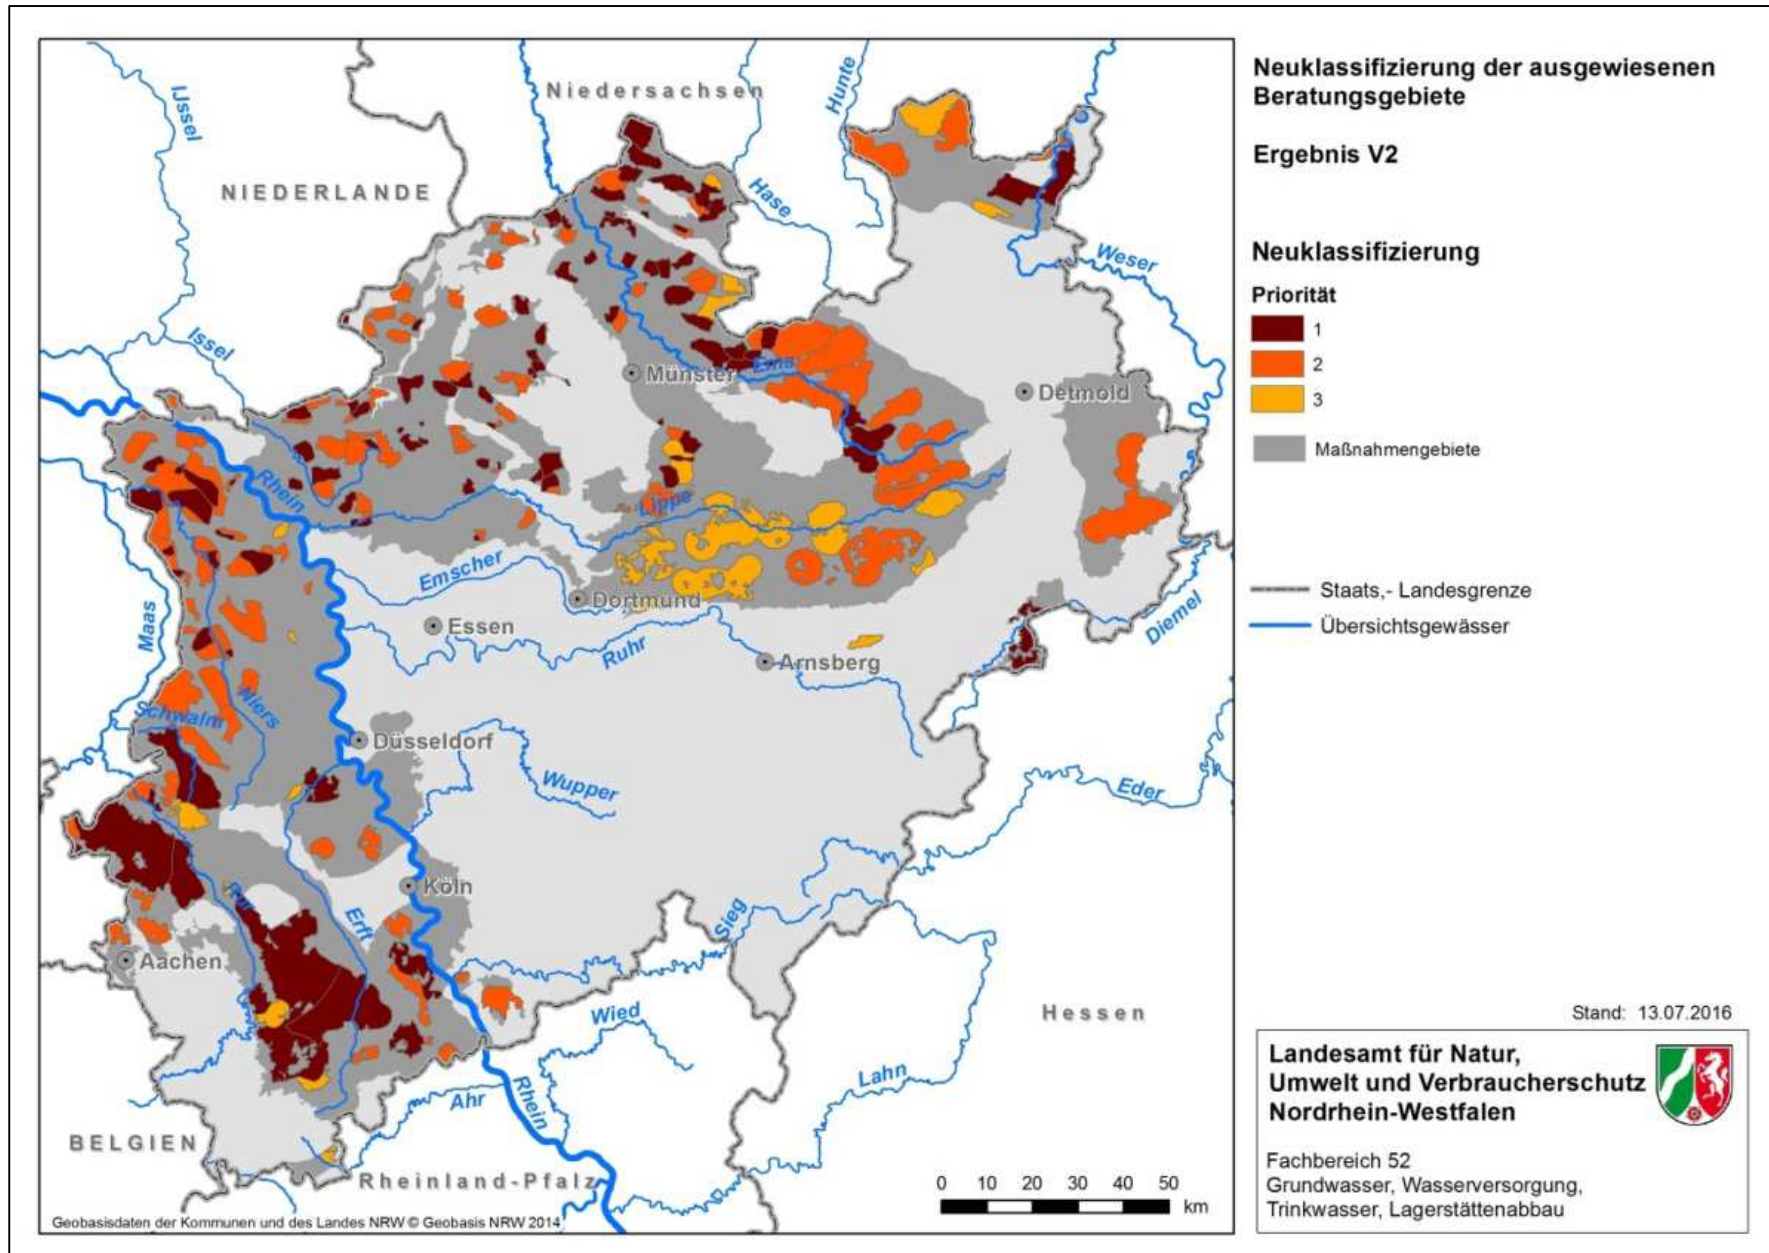 Neuklassifizierung der ausgewiesenen
Beratungsgebiete
Ergebnis V2
Neuklassifizierung
Priorität
1
2
3
Maßnahmengebiete
Staats,- Landesgrenze
Übersichtsgewässer
Stand: 13.07.2016
Landesamt für Natur,
Umwelt und Verbraucherschutz
Nordrhein-Westfalen
Fachbereich 52
Grundwasser, Wasserversorgung,
Trinkwasser, Lagerstättenabbau
Niedersachsen
NIEDERLANDE
IJssel
Hunte
Hase
Weser
Issel
Münster
Ems
Detmold
Rhein
Lippe
Emscher
Dortmund
Essen
Ruhr
Arnsberg
Diemel
Maas
Niers
Schwalm
Düsseldorf
Wupper
Eder
Köln
Rur
Erft
Sieg
Aachen
Wied
Hessen
Lahn
Ahr
Rhein
BELGIEN
Rheinland-Pfalz
0 10 20 30 40 50
km
Geobasisdaten der Kommunen und des Landes NRW © Geobasis NRW 2014